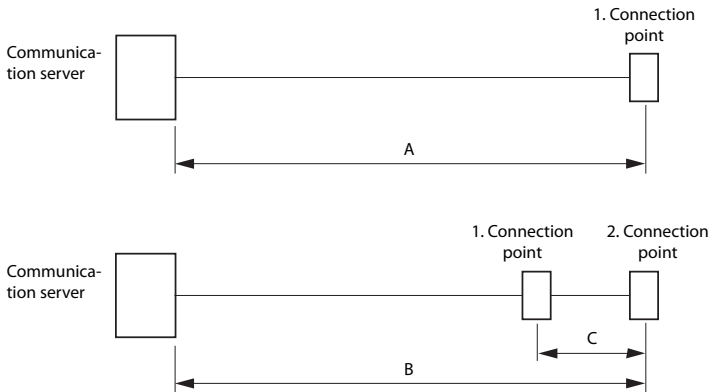 1. Connection
point
Communica-
tion server
A
1. Connection
point
2. Connection
point
Communica-
tion server
C
B